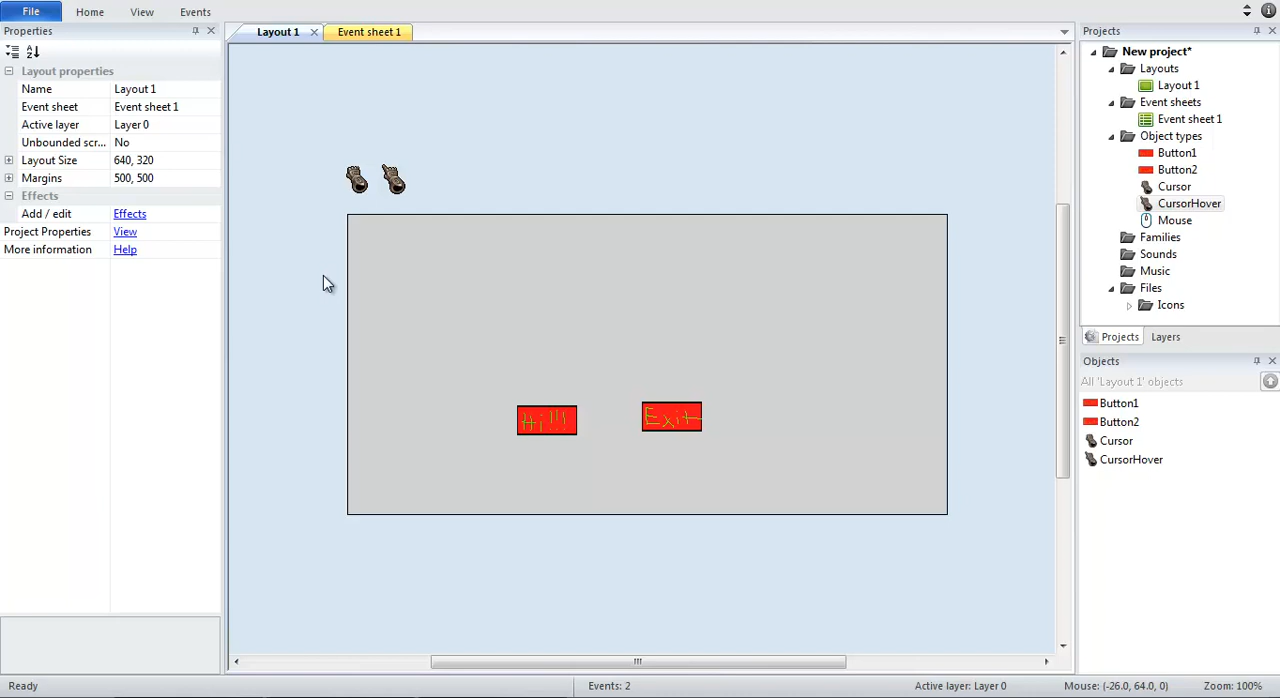 File Home View Events
Properties
Layout 1 Event sheet 1
Projects
Layout properties
Name Layout 1
Event sheet Event sheet 1
Active layer Layer 0
Unbounded scr... No
Layout Size 640, 320
Margins 500, 500
Effects
Add / edit Effects
Project Properties View
More information Help
Hi!!! Exit
New project*
Layouts
Layout 1
Event sheets
Event sheet 1
Object types
Button1
Button2
Cursor
CursorHover
Mouse
Families
Sounds
Music
Files
Icons
Projects Layers
Objects
All 'Layout 1' objects
Button1
Button2
Cursor
CursorHover
Ready Events: 2 Active layer: Layer 0 Mouse: (-26.0, 64.0, 0) Zoom: 100%